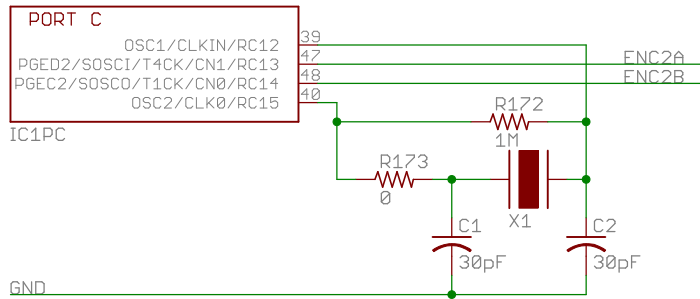 PORT C
OSC1/CLKIN/RC12 39
PGED2/SOSCI/T4CK/CN1/RC13 47 ENC2A
PGEC2/SOSCO/T1CK/CN0/RC14 48 ENC2B
OSC2/CLK0/RC15 40
IC1PC
R172
1M
R173
0
X1
C1
30pF
C2
30pF
GND